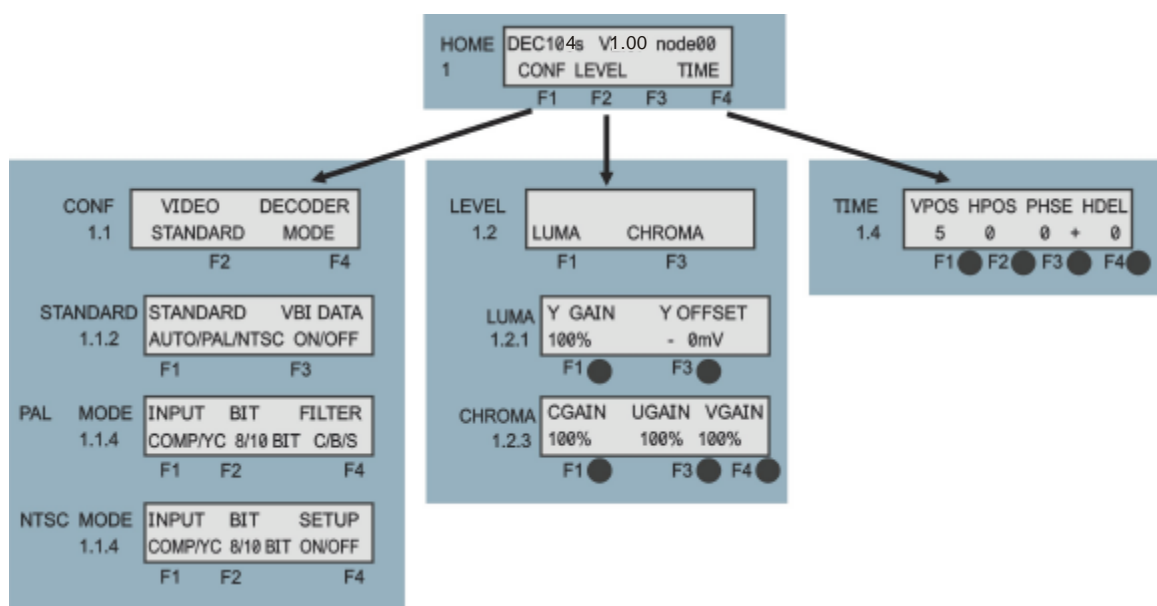 HOME DEC104s V1.00 node00
1 CONF LEVEL TIME
F1 F2 F3 F4
CONF VIDEO DECODER
1.1 STANDARD MODE
F2 F4
STANDARD STANDARD VBI DATA
1.1.2 AUTO/PAL/NTSC ON/OFF
F1 F3
PAL MODE INPUT BIT FILTER
1.1.4 COMP/YC 8/10 BIT C/B/S
F1 F2 F4
NTSC MODE INPUT BIT SETUP
1.1.4 COMP/YC 8/10 BIT ON/OFF
F1 F2 F4
LEVEL
1.2 LUMA CHROMA
F1 F3
LUMA Y GAIN Y OFFSET
1.2.1 100% - 0mV
F1 F3
CHROMA CGAIN UGAIN VGAIN
1.2.3 100% 100% 100%
F1 F3 F4
TIME VPOS HPOS PHSE HDEL
1.4 5 0 0 + 0
F1 F2 F3 F4